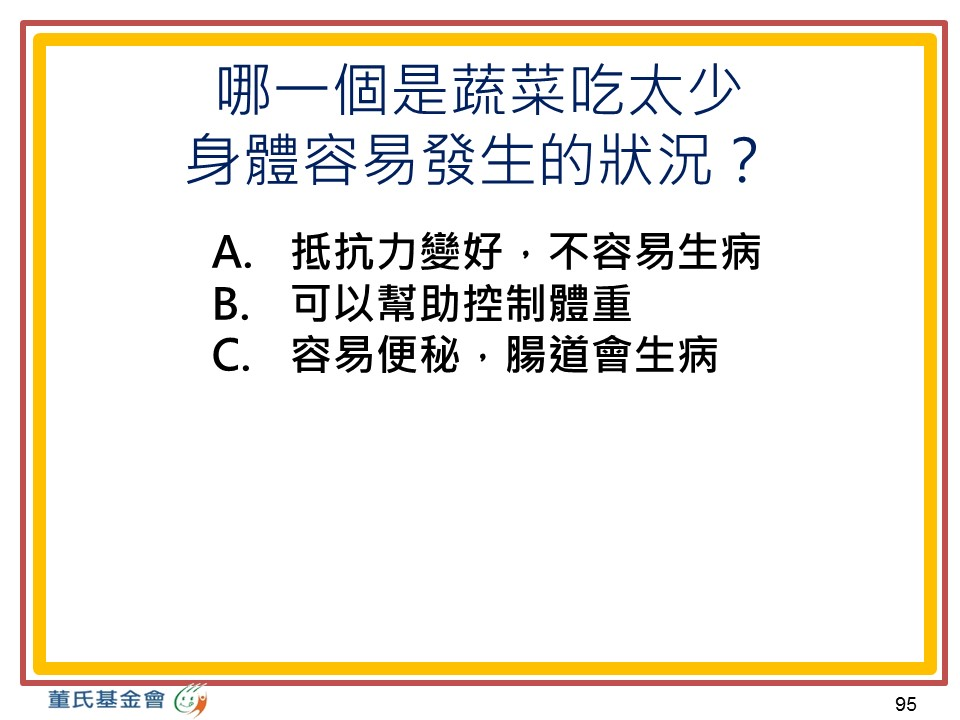 哪一個是蔬菜吃太少
身體容易發生的狀況？
A. 抵抗力變好，不容易生病
B. 可以幫助控制體重
C. 容易便秘，腸道會生病
董氏基金會
95